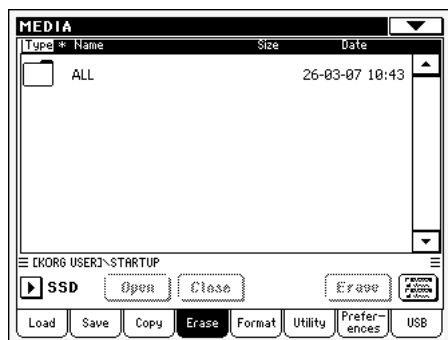 MEDIA
Type * Name Size Date
ALL 26-03-07 10:43
[KORG USER]\STARTUP
SSD Open Close Erase
Load Save Copy Erase Format Utility Prefer-ences USB